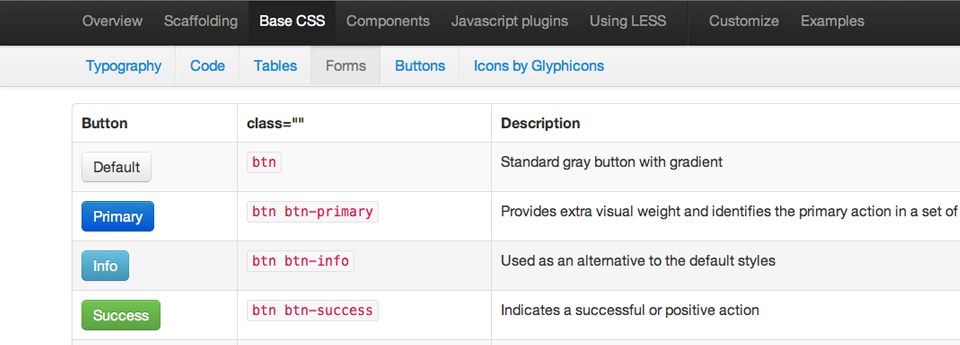 Overview Scaffolding Base CSS Components Javascript plugins Using LESS Customize Examples
Typography Code Tables Forms Buttons Icons by Glyphicons
Button class="" Description
Default btn Standard gray button with gradient
Primary btn btn-primary Provides extra visual weight and identifies the primary action in a set of
Info btn btn-info Used as an alternative to the default styles
Success btn btn-success Indicates a successful or positive action